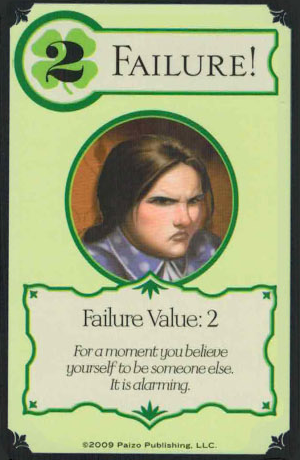 2 FAILURE!
Failure Value: 2
For a moment you believe
yourself to be someone else.
It is alarming.
©2009 Paizo Publishing, LLC.